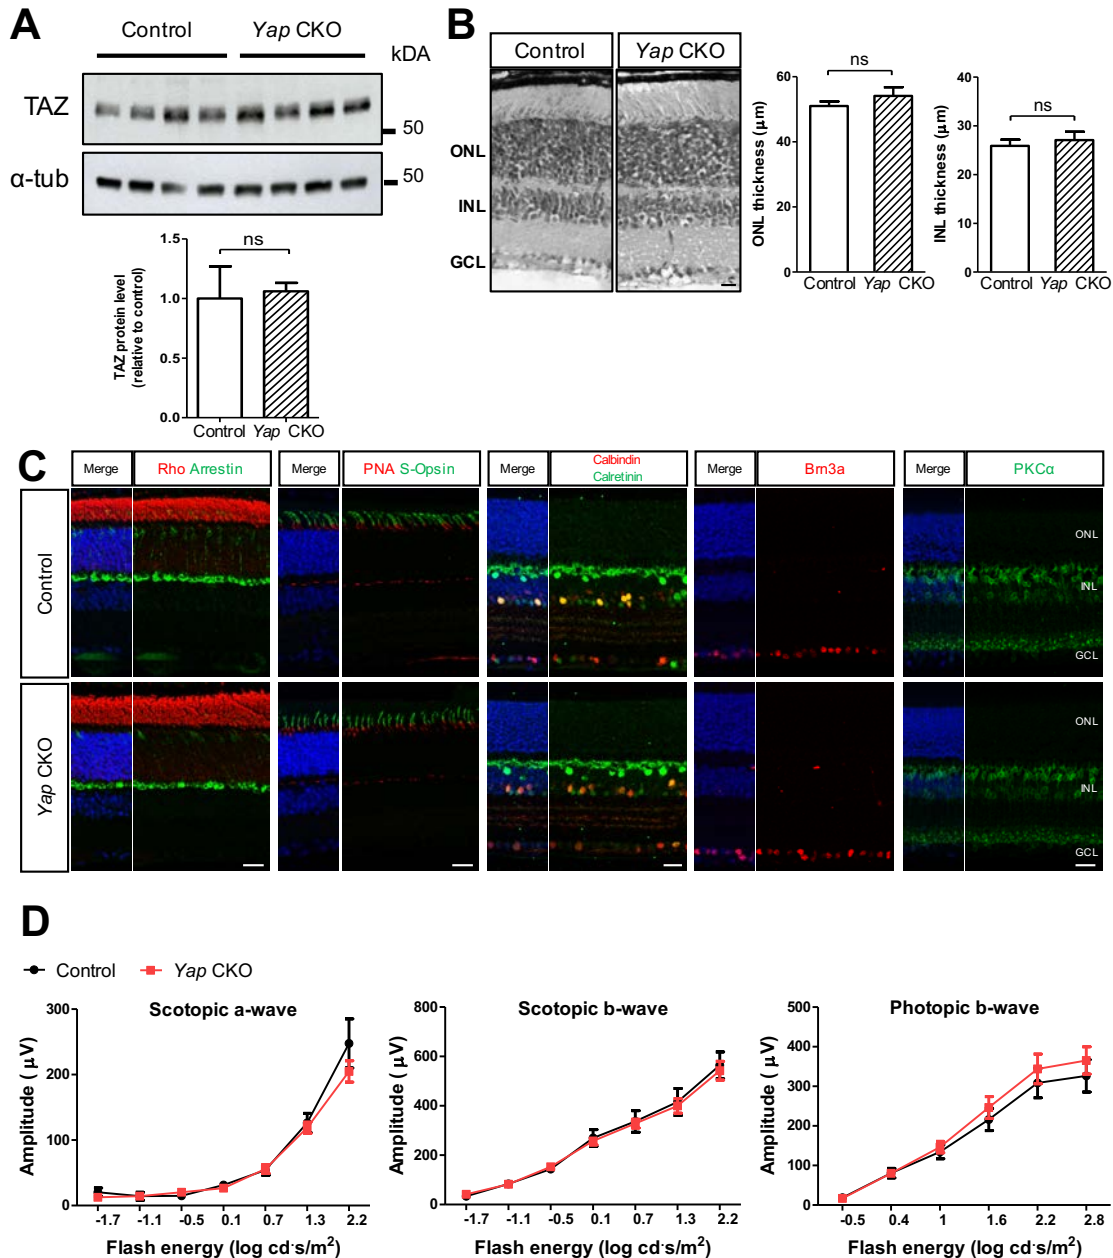 A
Control
Yap CKO
kDA
TAZ
50
α-tub
50
1.5
1.0
0.5
0.0
TAZ protein level
(relative to control)
ns
Control Yap CKO
B
Control
Yap CKO
ONL
INL
GCL
60
40
20
0
ONL thickness (μm)
ns
Control Yap CKO
40
30
20
10
0
INL thickness (μm)
ns
Control Yap CKO
C
Merge
Rho Arrestin
Merge
PNA S-Opsin
Merge
Calbindin
Calretinin
Merge
Brn3a
Merge
PKCα
Control
ONL
INL
GCL
Yap CKO
ONL
INL
GCL
D
Control
Yap CKO
Scotopic a-wave
Amplitude ( μV)
300
200
100
0
-1.7 -1.1 -0.5 0.1 0.7 1.3 2.2
Flash energy (log cd·s/m²)
Scotopic b-wave
Amplitude ( μV)
800
600
400
200
0
-1.7 -1.1 -0.5 0.1 0.7 1.3 2.2
Flash energy (log cd·s/m²)
Photopic b-wave
Amplitude ( μV)
500
400
300
200
100
0
-0.5 0.4 1 1.6 2.2 2.8
Flash energy (log cd·s/m²)